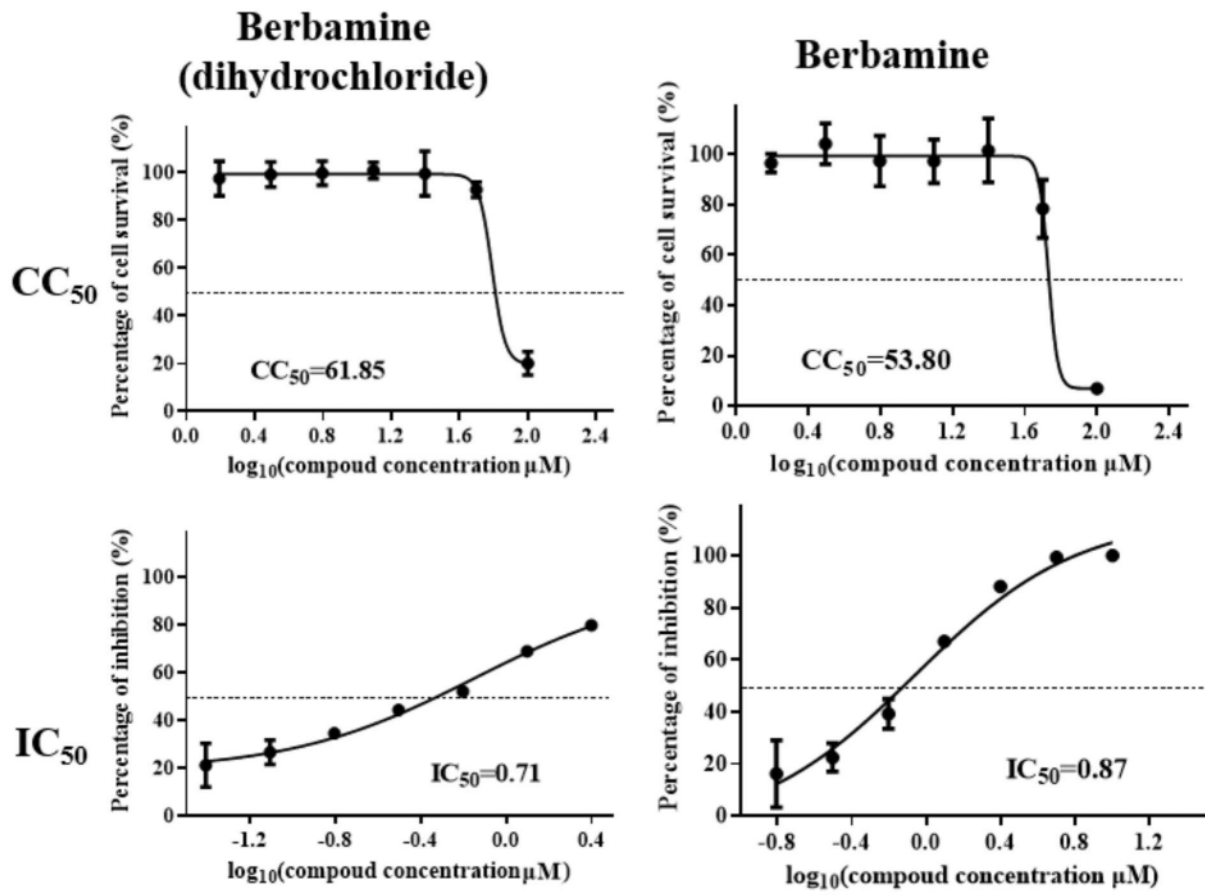 Berbamine
(dihydrochloride)
Berbamine
CC50
Percentage of cell survival (%)
100
80
60
40
20
0
CC50=61.85
0.0 0.4 0.8 1.2 1.6 2.0 2.4
log10(compoud concentration μM)
Percentage of cell survival (%)
100
80
60
40
20
0
CC50=53.80
0.0 0.4 0.8 1.2 1.6 2.0 2.4
log10(compoud concentration μM)
IC50
Percentage of inhibition (%)
100
80
60
40
20
0
IC50=0.71
-1.2 -0.8 -0.4 0.0 0.4
log10(compoud concentration μM)
Percentage of inhibition (%)
100
80
60
40
20
0
IC50=0.87
-0.8 -0.4 0.0 0.4 0.8 1.2
log10(compoud concentration μM)